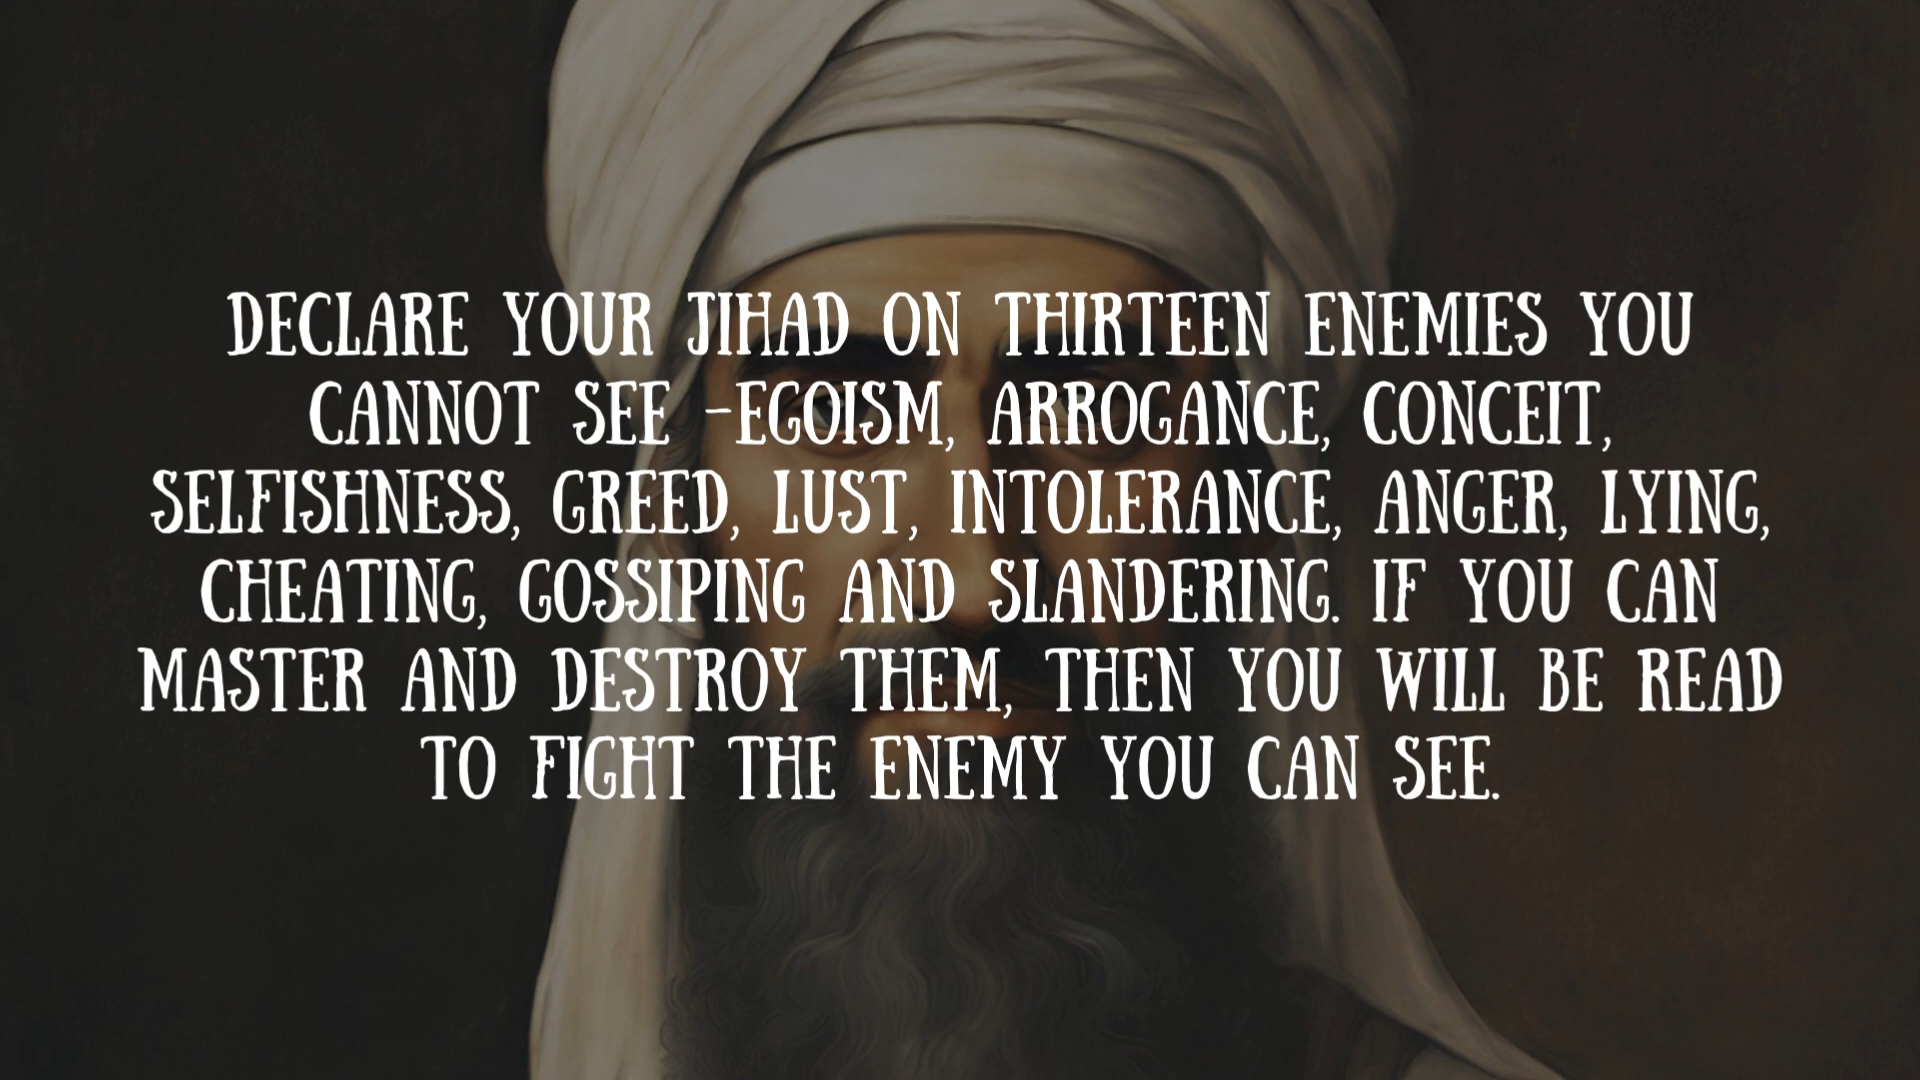 DECLARE YOUR JIHAD ON THIRTEEN ENEMIES YOU
CANNOT SEE -EGOISM, ARROGANCE, CONCEIT,
SELFISHNESS, GREED, LUST, INTOLERANCE, ANGER, LYING,
CHEATING, GOSSIPING AND SLANDERING. IF YOU CAN
MASTER AND DESTROY THEM, THEN YOU WILL BE READ
TO FIGHT THE ENEMY YOU CAN SEE.